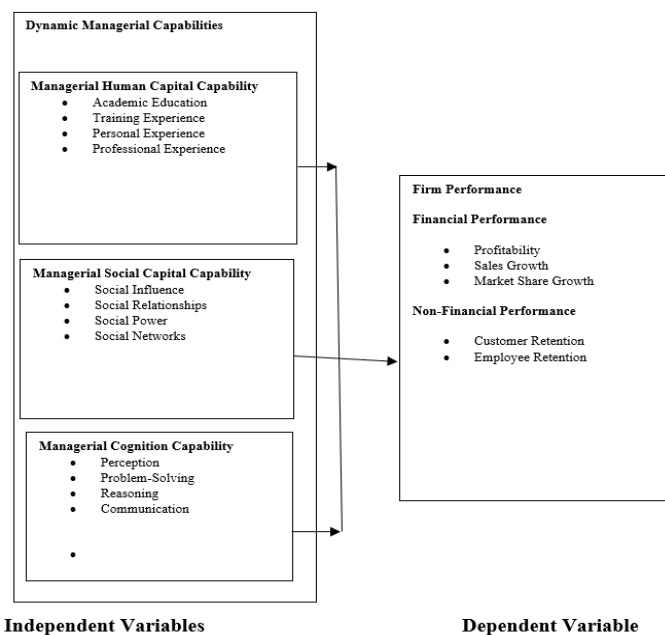 Dynamic Managerial Capabilities
Managerial Human Capital Capability
• Academic Education
• Training Experience
• Personal Experience
• Professional Experience
Managerial Social Capital Capability
• Social Influence
• Social Relationships
• Social Power
• Social Networks
Managerial Cognition Capability
• Perception
• Problem-Solving
• Reasoning
• Communication
•
Firm Performance
Financial Performance
• Profitability
• Sales Growth
• Market Share Growth
Non-Financial Performance
• Customer Retention
• Employee Retention
Independent Variables
Dependent Variable